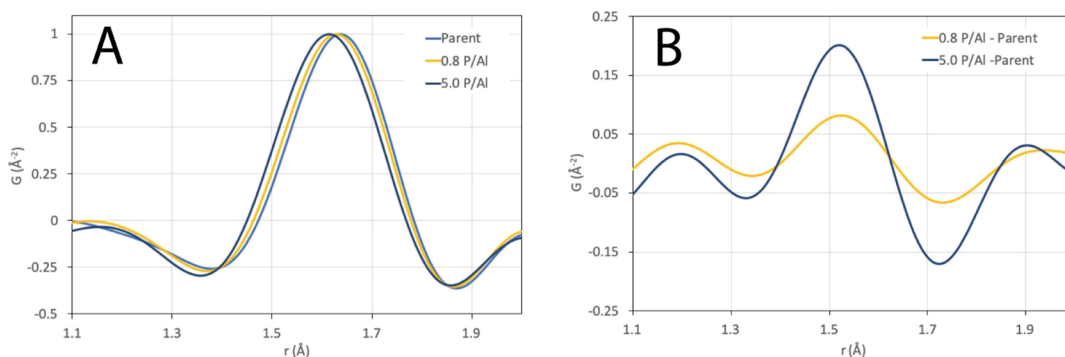 A
Parent
0.8 P/Al
5.0 P/Al
G (Å⁻²)
1
0.75
0.5
0.25
0
-0.25
-0.5
1.1 1.3 1.5 1.7 1.9
r (Å)
B
0.8 P/Al - Parent
5.0 P/Al -Parent
G (Å⁻²)
0.25
0.15
0.05
-0.05
-0.15
-0.25
1.1 1.3 1.5 1.7 1.9
r (Å)